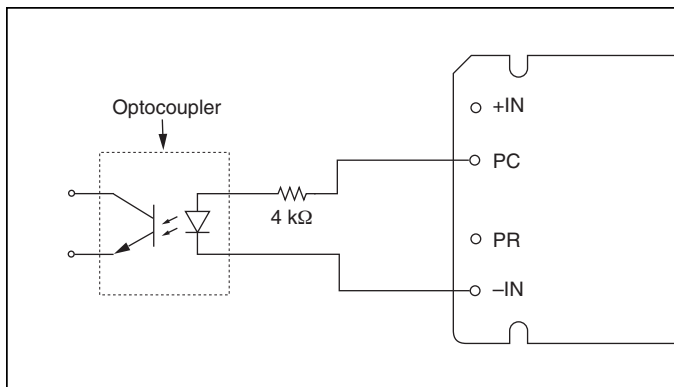 Optocoupler
4 kΩ
+IN
PC
PR
–IN